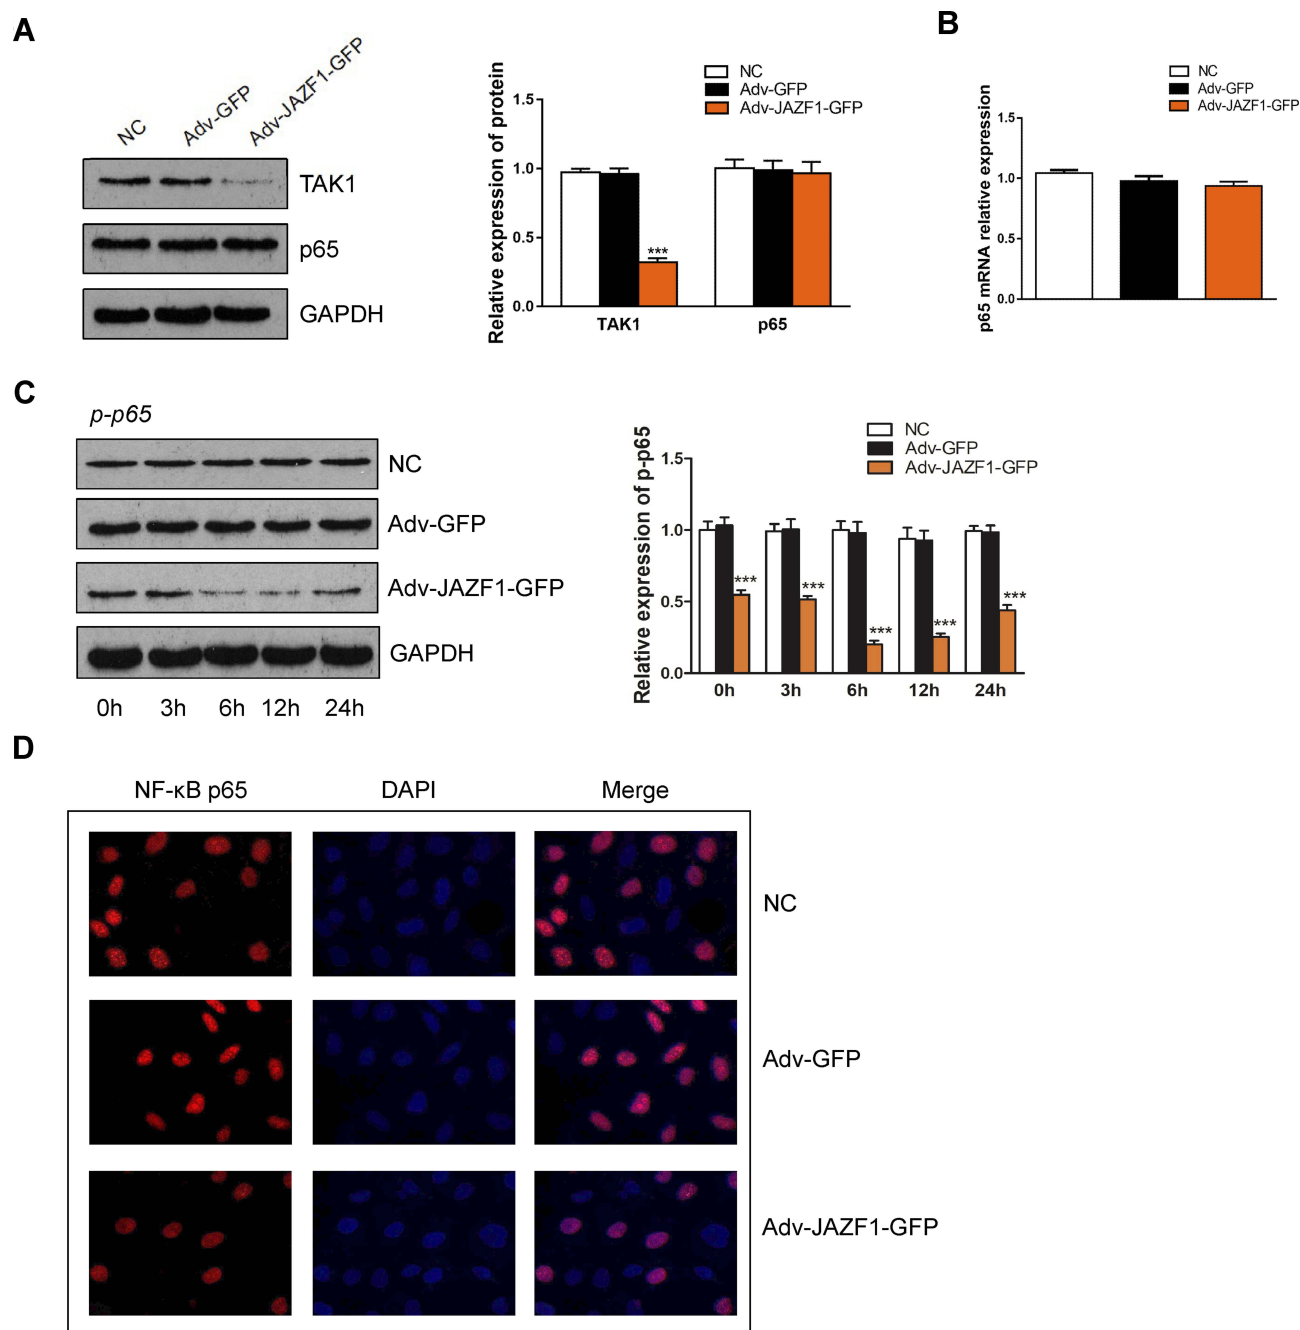 A
NC
Adv-GFP
Adv-JAZF1-GFP
TAK1
p65
GAPDH
Relative expression of protein
1.5
1.0
0.5
0.0
NC
Adv-GFP
Adv-JAZF1-GFP
***
TAK1
p65
B
p65 mRNA relative expression
1.5
1.0
0.5
0.0
NC
Adv-GFP
Adv-JAZF1-GFP
C
p-p65
NC
Adv-GFP
Adv-JAZF1-GFP
GAPDH
0h 3h 6h 12h 24h
Relative expression of p-p65
1.5
1.0
0.5
0.0
NC
Adv-GFP
Adv-JAZF1-GFP
*** *** *** *** ***
0h 3h 6h 12h 24h
D
NF-κB p65 DAPI Merge
NC
Adv-GFP
Adv-JAZF1-GFP